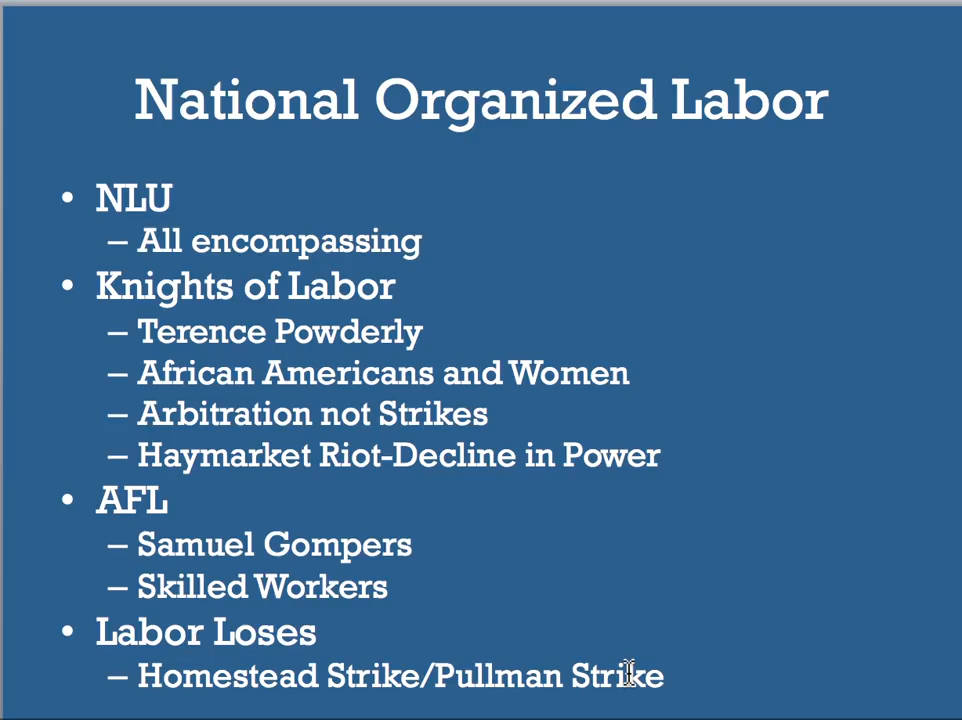 National Organized Labor
• NLU
– All encompassing
• Knights of Labor
– Terence Powderly
– African Americans and Women
– Arbitration not Strikes
– Haymarket Riot-Decline in Power
• AFL
– Samuel Gompers
– Skilled Workers
• Labor Loses
– Homestead Strike/Pullman Strike